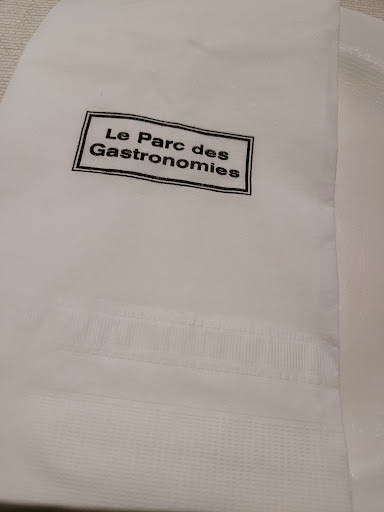 Le Parc des
Gastronomies